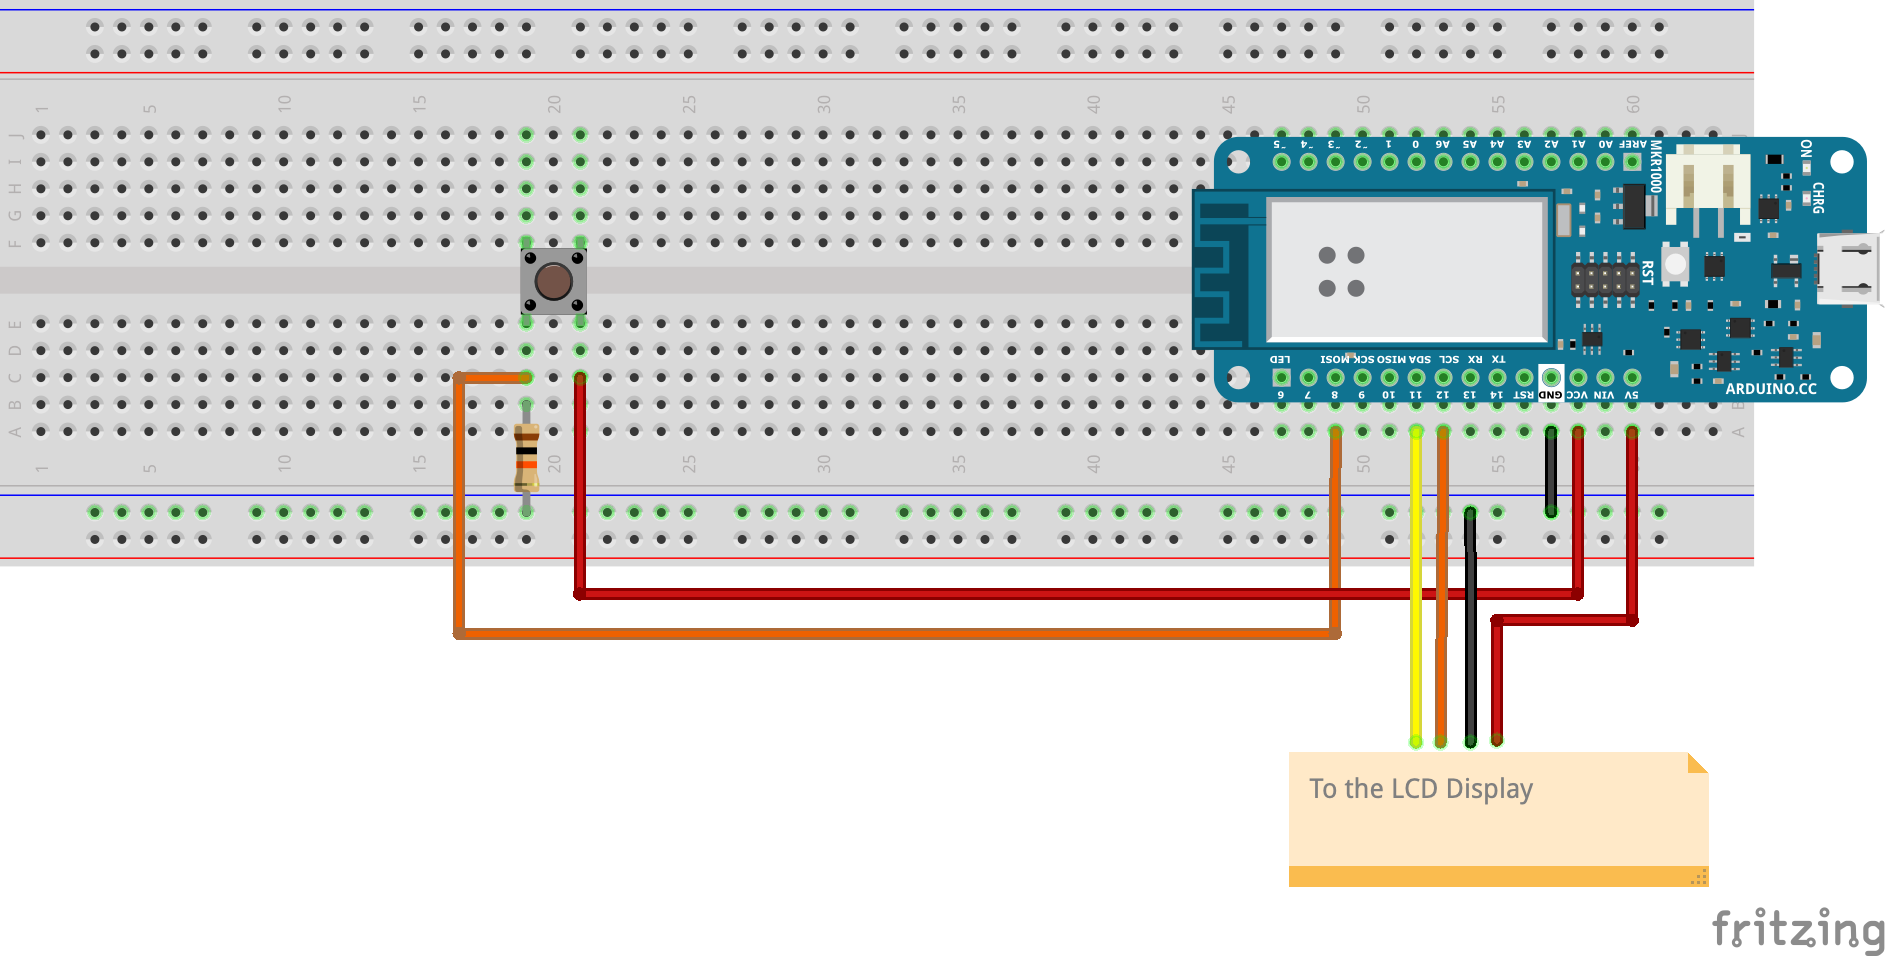 1 5 10 15 20 25 30 35 40 45 50 55 60
J J
I
H
G
F
~5 ~4 ~3 ~2 1 0 A6 A5 A4 A3 A2 A1 A0 AREF
MKR1000
ON
CHRG
RST
E
D
C
B B
A A
LED MOSI SCK MISO SDA SCL RX TX
6 7 8 9 10 11 12 13 14 RST GND VCC VIN 5V
ARDUINO.CC
1 5 10 15 20 25 30 35 40 45 50 55
To the LCD Display
fritzing